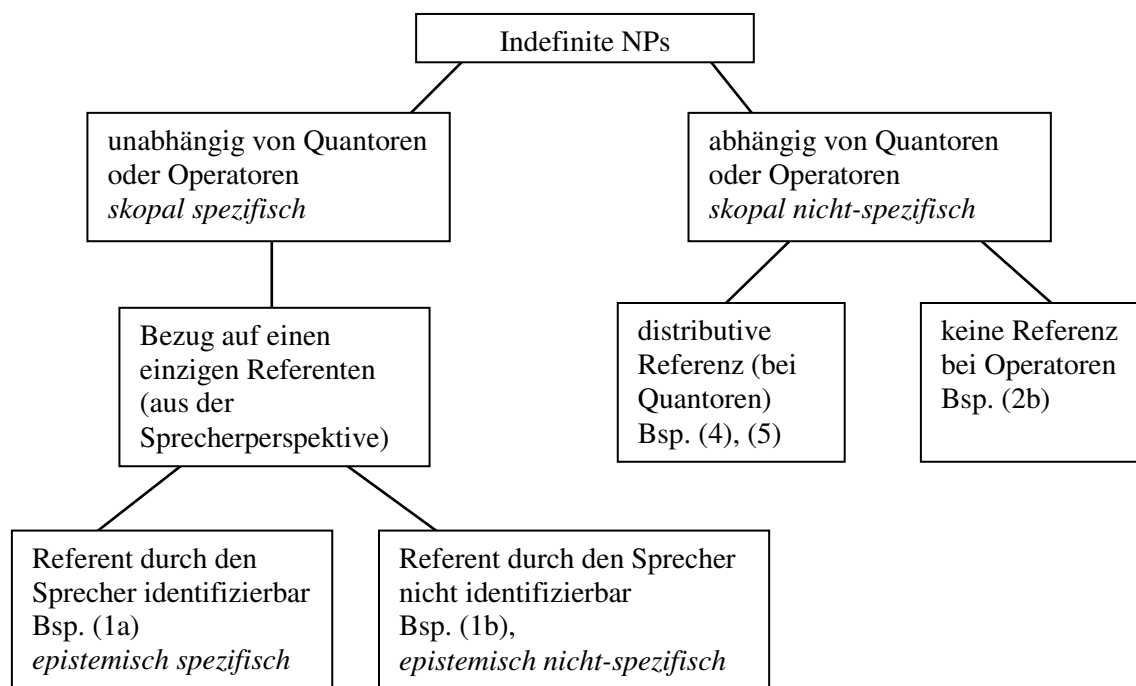 Indefinite NPs
unabhängig von Quantoren
oder Operatoren
skopal spezifisch
abhängig von Quantoren
oder Operatoren
skopal nicht-spezifisch
Bezug auf einen
einzigen Referenten
(aus der
Sprecherperspektive)
distributive
Referenz (bei
Quantoren)
Bsp. (4), (5)
keine Referenz
bei Operatoren
Bsp. (2b)
Referent durch den
Sprecher identifizierbar
Bsp. (1a)
epistemisch spezifisch
Referent durch den Sprecher
nicht identifizierbar
Bsp. (1b),
epistemisch nicht-spezifisch